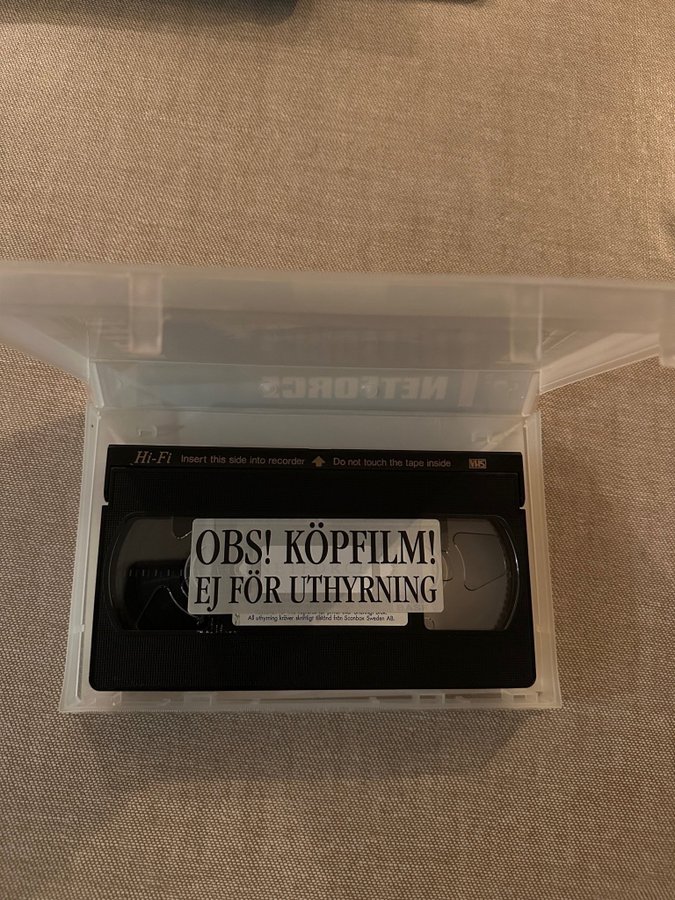 NETFORCE
Hi-Fi Insert this side into recorder Do not touch the tape inside VHS
OBS! KÖPFILM!
EJ FÖR UTHYRNING
All uthyrning kräver skriftligt tillstånd från Scanbox Sweden AB.